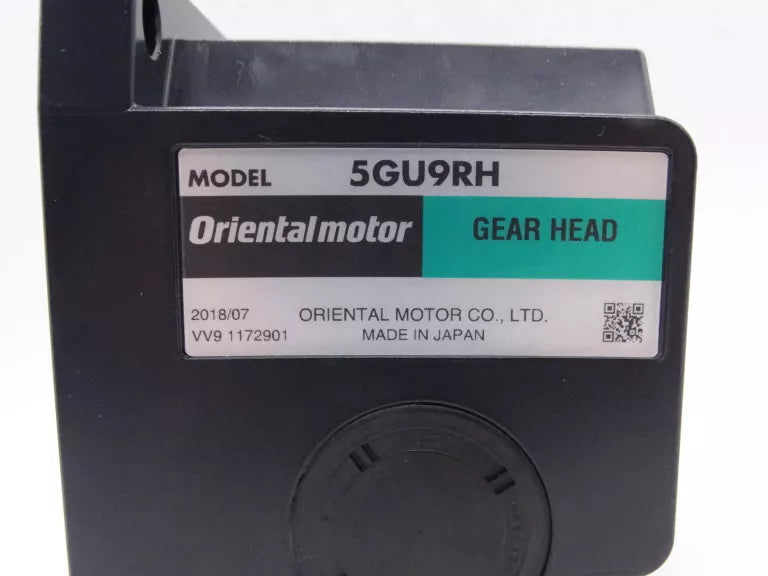 MODEL 5GU9RH
Orientalmotor GEAR HEAD
2018/07 ORIENTAL MOTOR CO., LTD.
VV9 1172901 MADE IN JAPAN